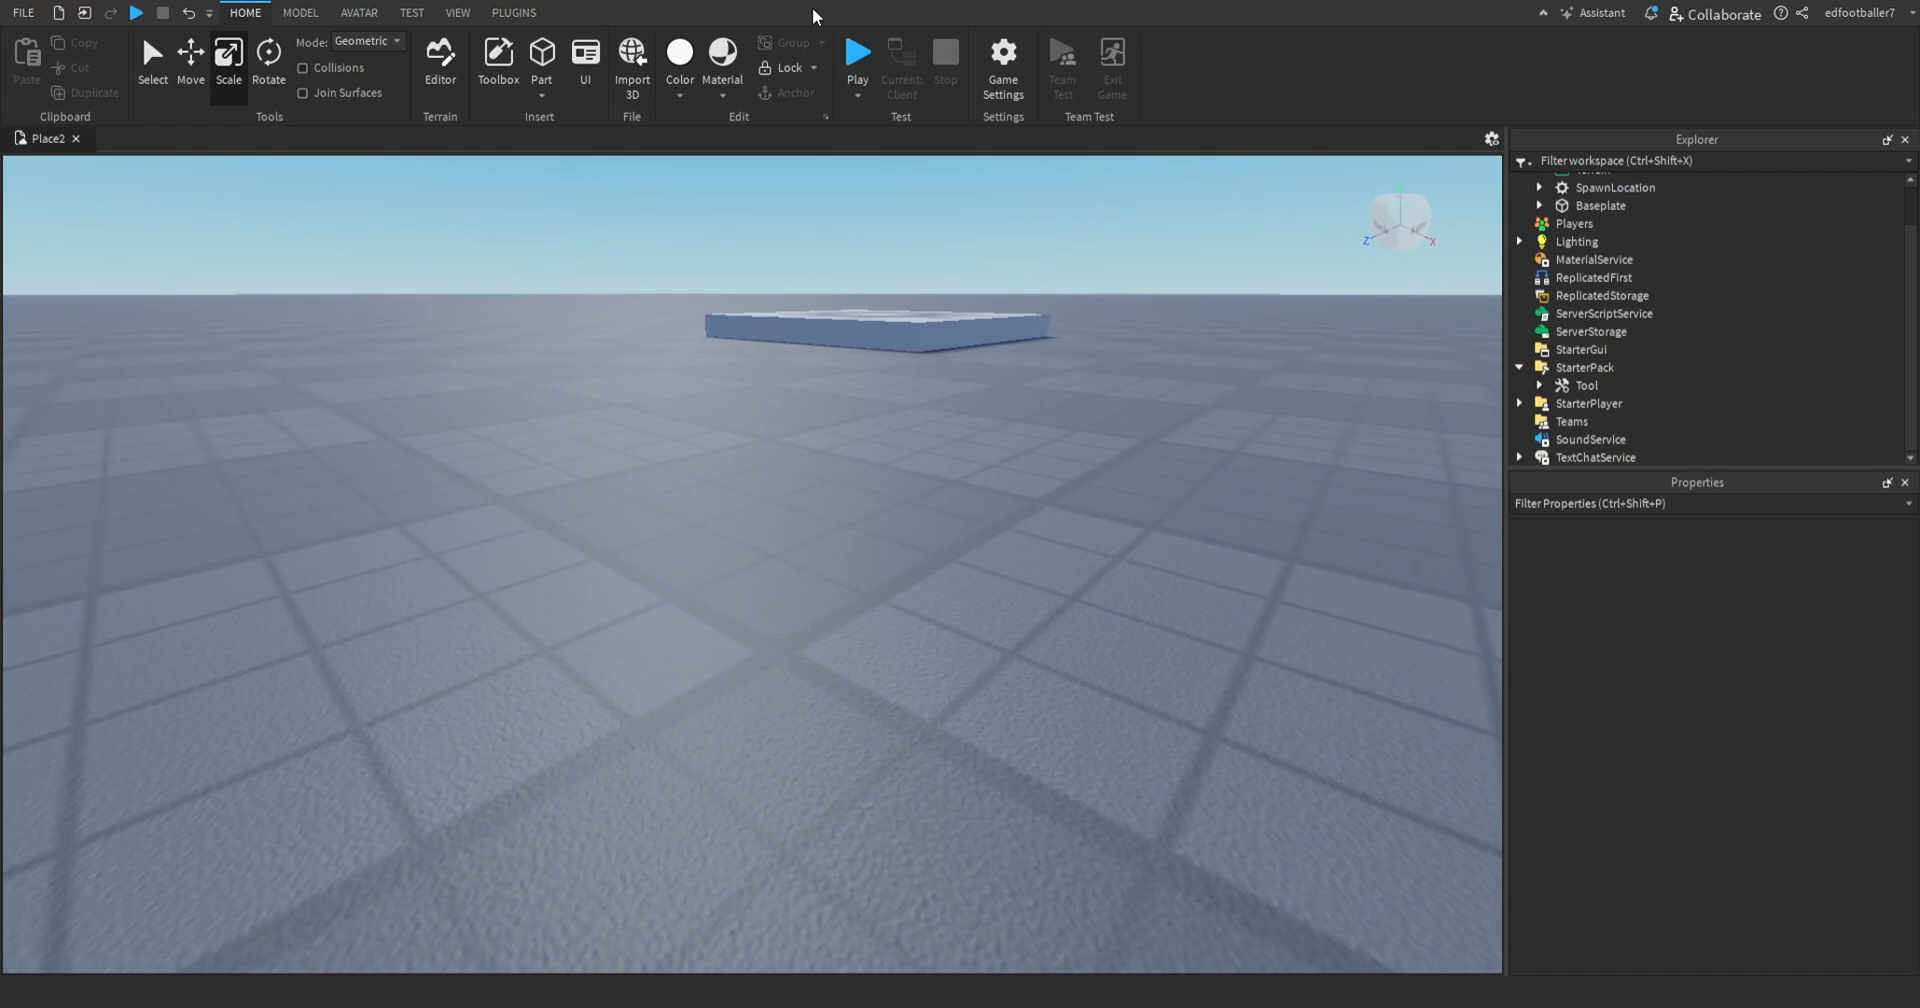 FILE HOME MODEL AVATAR TEST VIEW PLUGINS Assistant Collaborate edfootballer7
Paste Copy Cut Duplicate
Clipboard
Select Move Scale Rotate Mode: Geometric
Collisions
Join Surfaces
Tools
Editor
Terrain
Toolbox Part UI
Insert
Import
3D
File
Color Material Group
Lock
Anchor
Edit
Play Current: Stop
Client
Test
Game
Settings
Settings
Team Exit
Test Game
Team Test
Place2
Explorer
Filter workspace (Ctrl+Shift+X)
SpawnLocation
Baseplate
Players
Lighting
MaterialService
ReplicatedFirst
ReplicatedStorage
ServerScriptService
ServerStorage
StarterGui
StarterPack
Tool
StarterPlayer
Teams
SoundService
TextChatService
Properties
Filter Properties (Ctrl+Shift+P)
Z
X